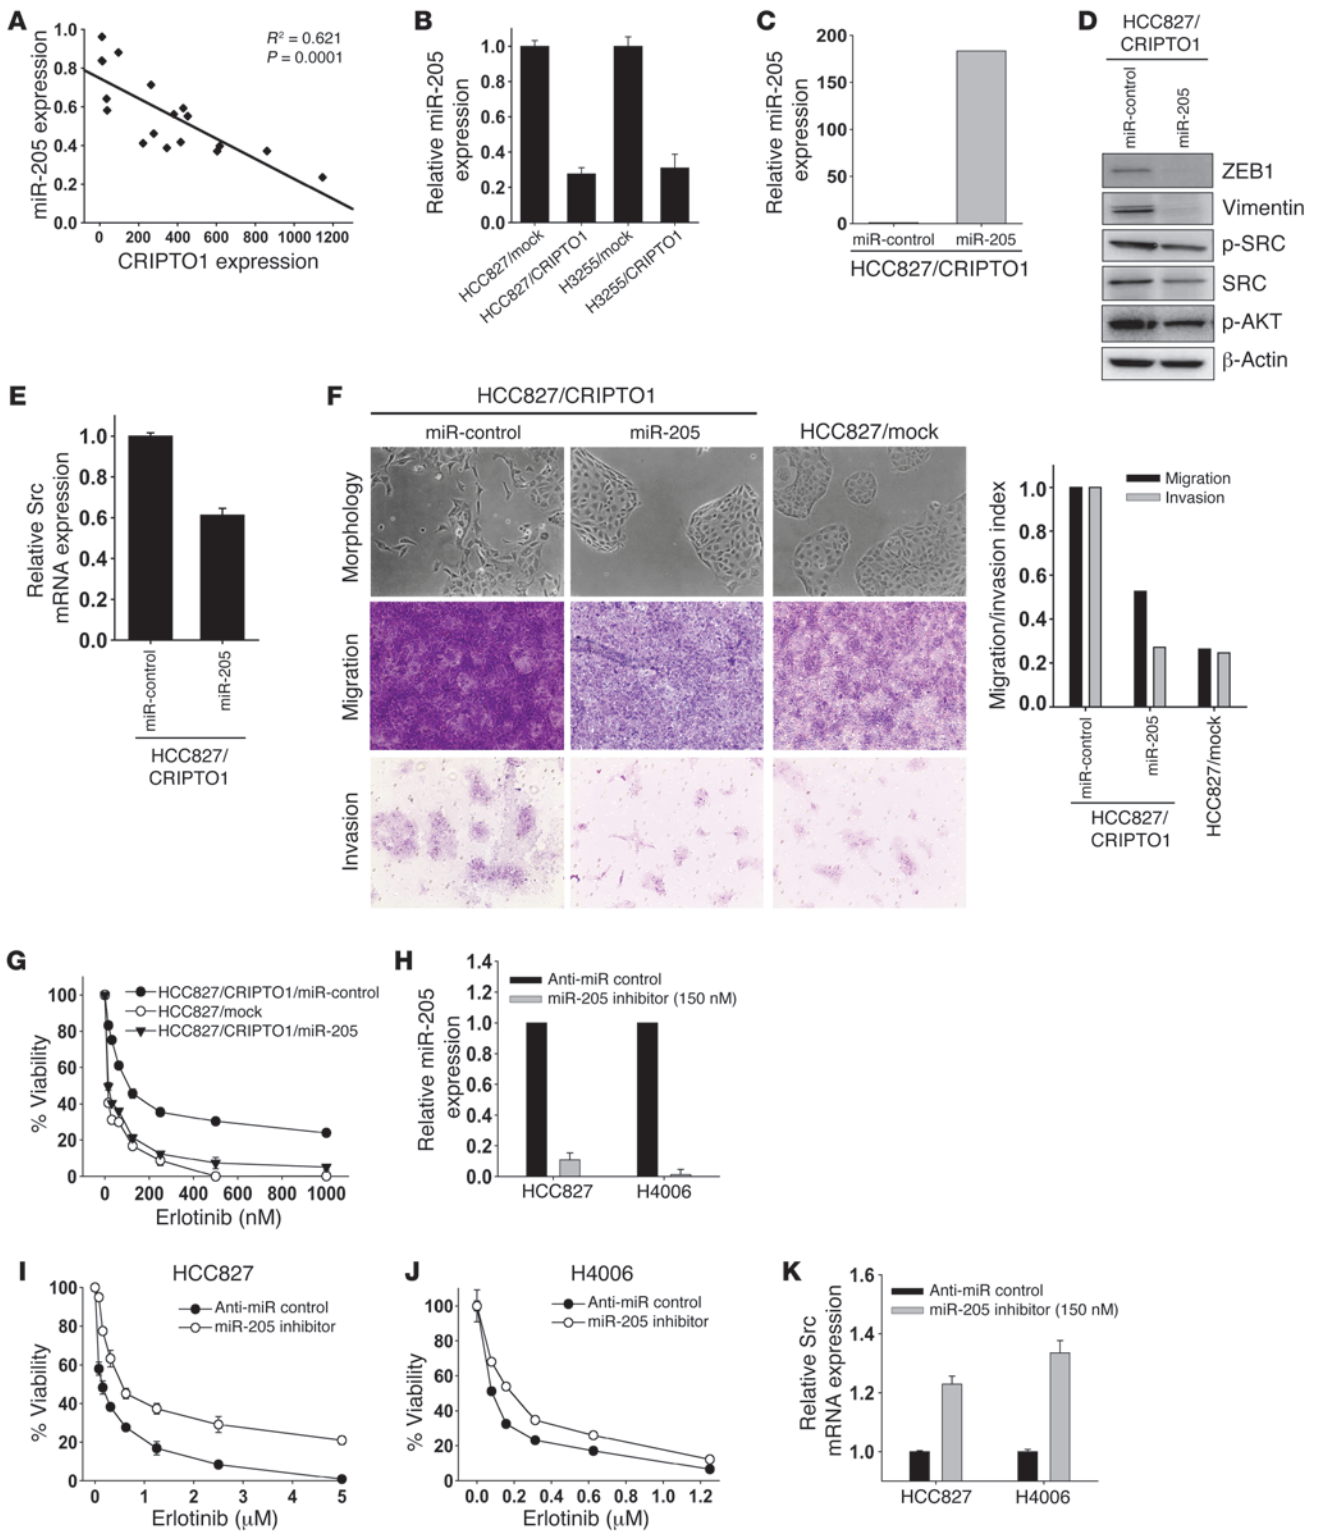 A
R² = 0.621
P = 0.0001
miR-205 expression
1.0
0.8
0.6
0.4
0.2
0.0
0 200 400 600 800 1000 1200
CRIPTO1 expression
B
Relative miR-205
expression
1.0
0.8
0.6
0.4
0.2
0.0
HCC827/mock
HCC827/CRIPTO1
H3255/mock
H3255/CRIPTO1
C
Relative miR-205
expression
200
150
100
50
0
miR-control miR-205
HCC827/CRIPTO1
D
HCC827/
CRIPTO1
miR-control
miR-205
ZEB1
Vimentin
p-SRC
SRC
p-AKT
β-Actin
E
Relative Src
mRNA expression
1.0
0.8
0.6
0.4
0.2
0.0
miR-control
miR-205
HCC827/
CRIPTO1
F
HCC827/CRIPTO1
miR-control miR-205 HCC827/mock
Morphology
Migration
Invasion
Migration/invasion index
Migration
Invasion
1.0
0.8
0.6
0.4
0.2
0.0
miR-control
miR-205
HCC827/mock
HCC827/
CRIPTO1
G
% Viability
100
80
60
40
20
0
HCC827/CRIPTO1/miR-control
HCC827/mock
HCC827/CRIPTO1/miR-205
0 200 400 600 800 1000
Erlotinib (nM)
H
Relative miR-205
expression
1.4
1.2
1.0
0.8
0.6
0.4
0.2
0.0
Anti-miR control
miR-205 inhibitor (150 nM)
HCC827 H4006
I
HCC827
% Viability
100
80
60
40
20
0
Anti-miR control
miR-205 inhibitor
0 1 2 3 4 5
Erlotinib (μM)
J
H4006
% Viability
100
80
60
40
20
0
Anti-miR control
miR-205 inhibitor
0.0 0.2 0.4 0.6 0.8 1.0 1.2
Erlotinib (μM)
K
Relative Src
mRNA expression
1.6
1.4
1.2
1.0
Anti-miR control
miR-205 inhibitor (150 nM)
HCC827 H4006